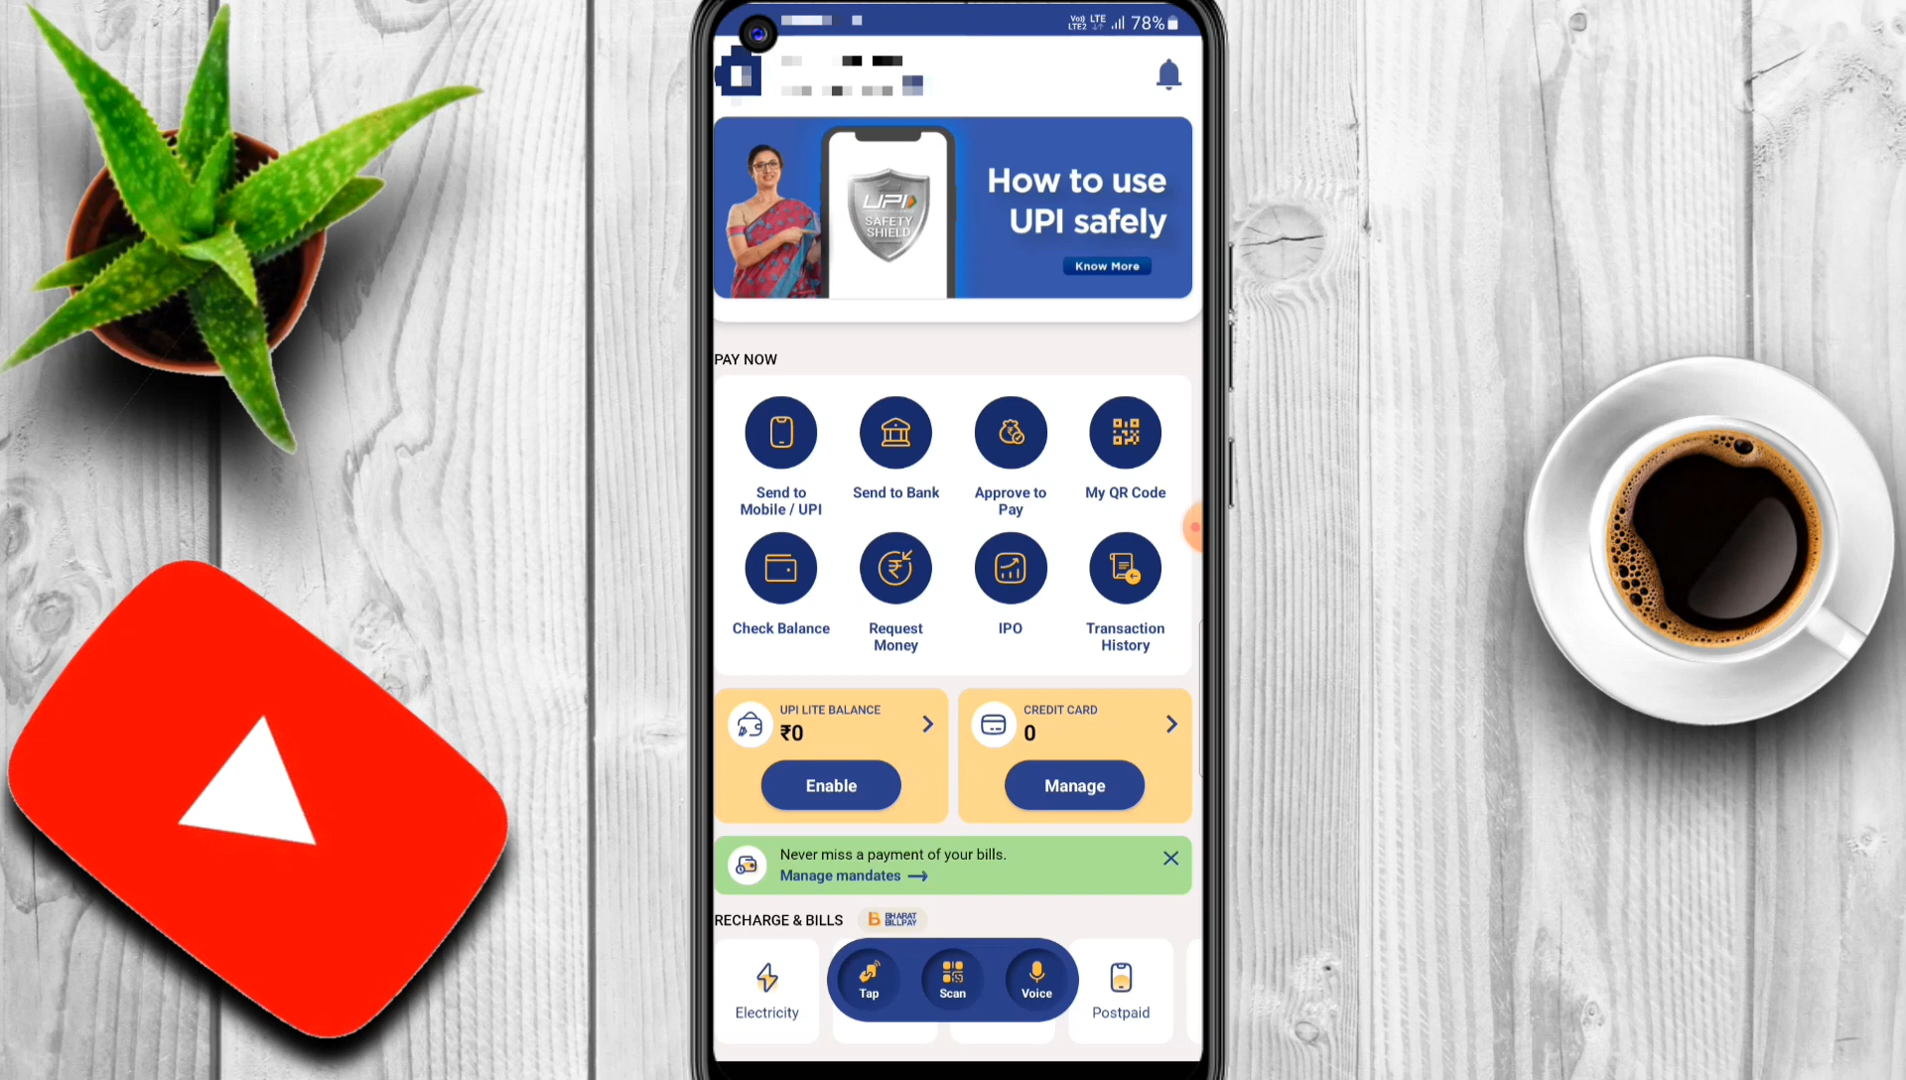 Vo)) LTE
LTE2
78%
How to use
UPI safely
UPI
SAFETY
SHIELD
Know More
PAY NOW
Send to
Mobile / UPI
Send to Bank
Approve to
Pay
My QR Code
Check Balance
Request
Money
IPO
Transaction
History
UPI LITE BALANCE
₹0
Enable
CREDIT CARD
0
Manage
Never miss a payment of your bills.
Manage mandates →
RECHARGE & BILLS
B BHARAT
BILLPAY
Electricity
Tap
Scan
Voice
Postpaid